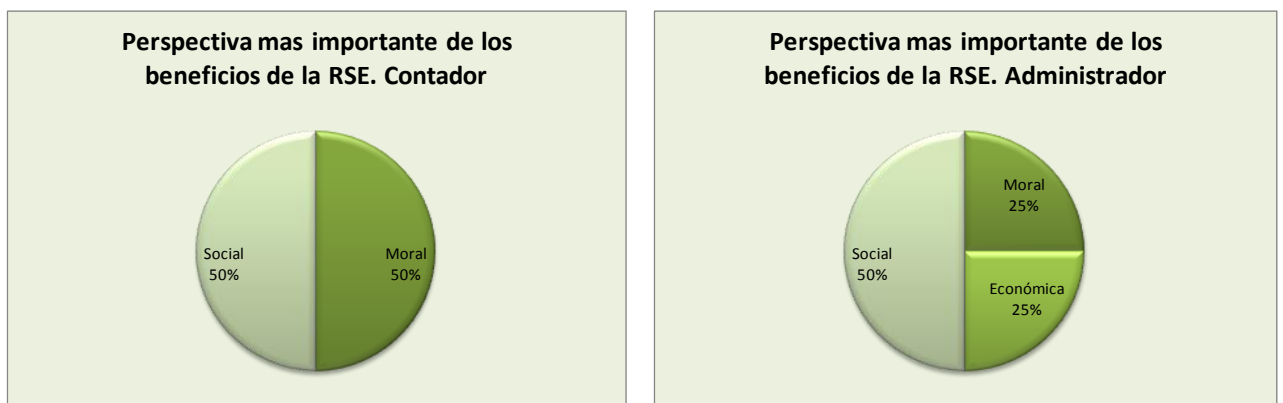 Perspectiva mas importante de los
beneficios de la RSE. Contador
Social
50%
Moral
50%
Perspectiva mas importante de los
beneficios de la RSE. Administrador
Moral
25%
Social
50%
Económica
25%